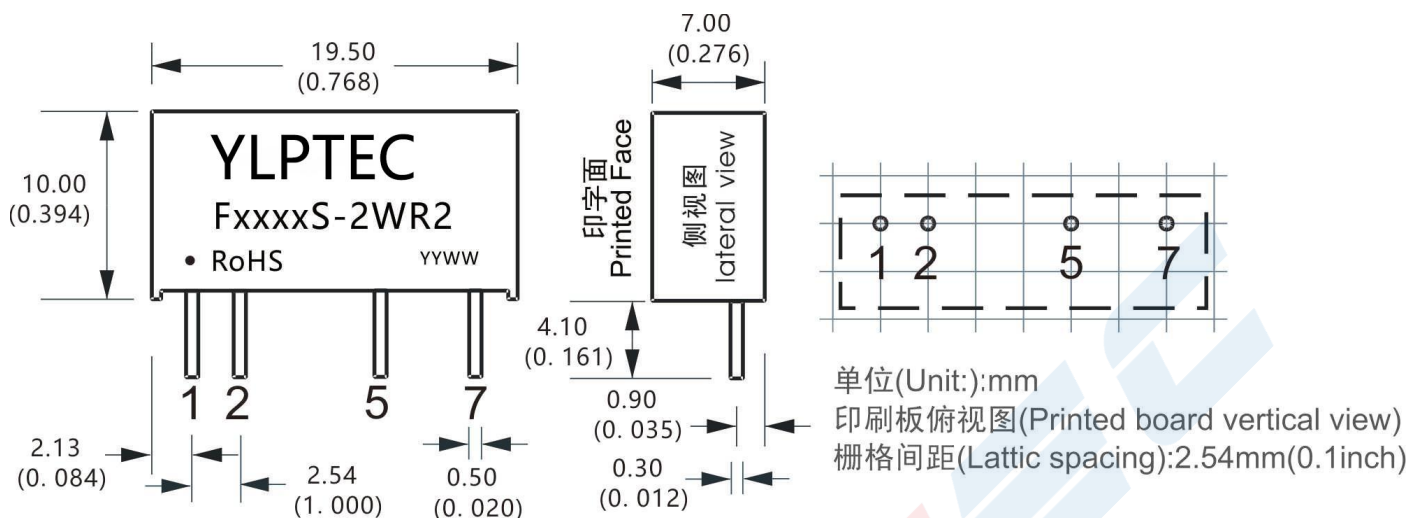 19.50
(0.768)
10.00
(0.394)
YLPTEC
FxxxxS-2WR2
• RoHS
YYWW
1 2 5 7
2.13
(0. 084)
2.54
(1. 000)
0.50
(0. 020)
7.00
(0.276)
印字面
Printed Face
侧视图
lateral view
4.10
(0. 161)
0.90
(0. 035)
0.30
(0. 012)
1 2 5 7
单位(Unit:):mm
印刷板俯视图(Printed board vertical view)
栅格间距(Lattic spacing):2.54mm(0.1inch)